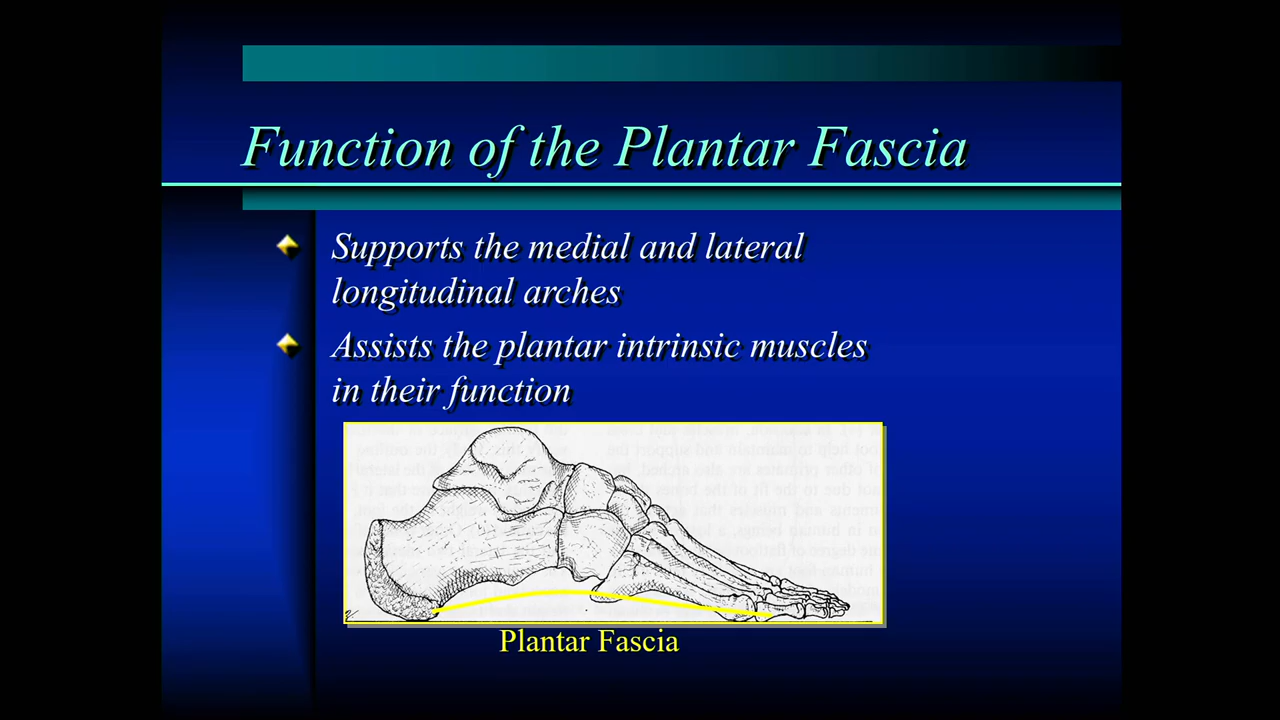 Function of the Plantar Fascia
Supports the medial and lateral
longitudinal arches
Assists the plantar intrinsic muscles
in their function
Plantar Fascia